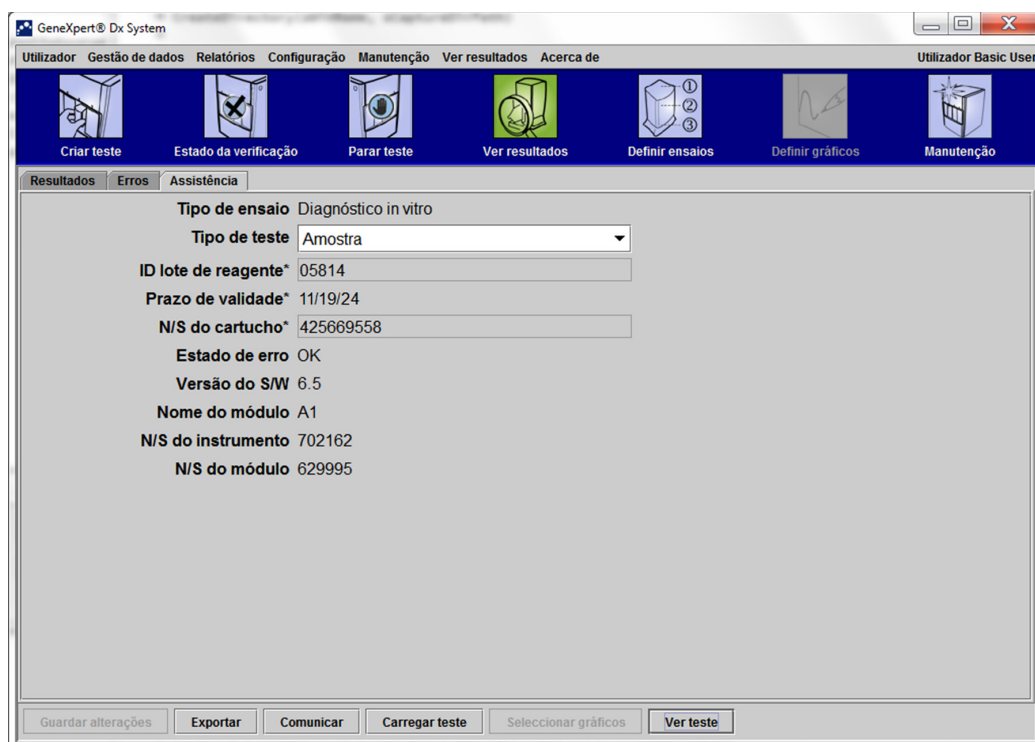 GeneXpert® Dx System
Utilizador Gestão de dados Relatórios Configuração Manutenção Ver resultados Acerca de Utilizador Basic User
Criar teste Estado da verificação Parar teste Ver resultados Definir ensaios Definir gráficos Manutenção
Resultados Erros Assistência
Tipo de ensaio Diagnóstico in vitro
Tipo de teste Amostra
ID lote de reagente* 05814
Prazo de validade* 11/19/24
N/S do cartucho* 425669558
Estado de erro OK
Versão do S/W 6.5
Nome do módulo A1
N/S do instrumento 702162
N/S do módulo 629995
Guardar alterações Exportar Comunicar Carregar teste Seleccionar gráficos Ver teste